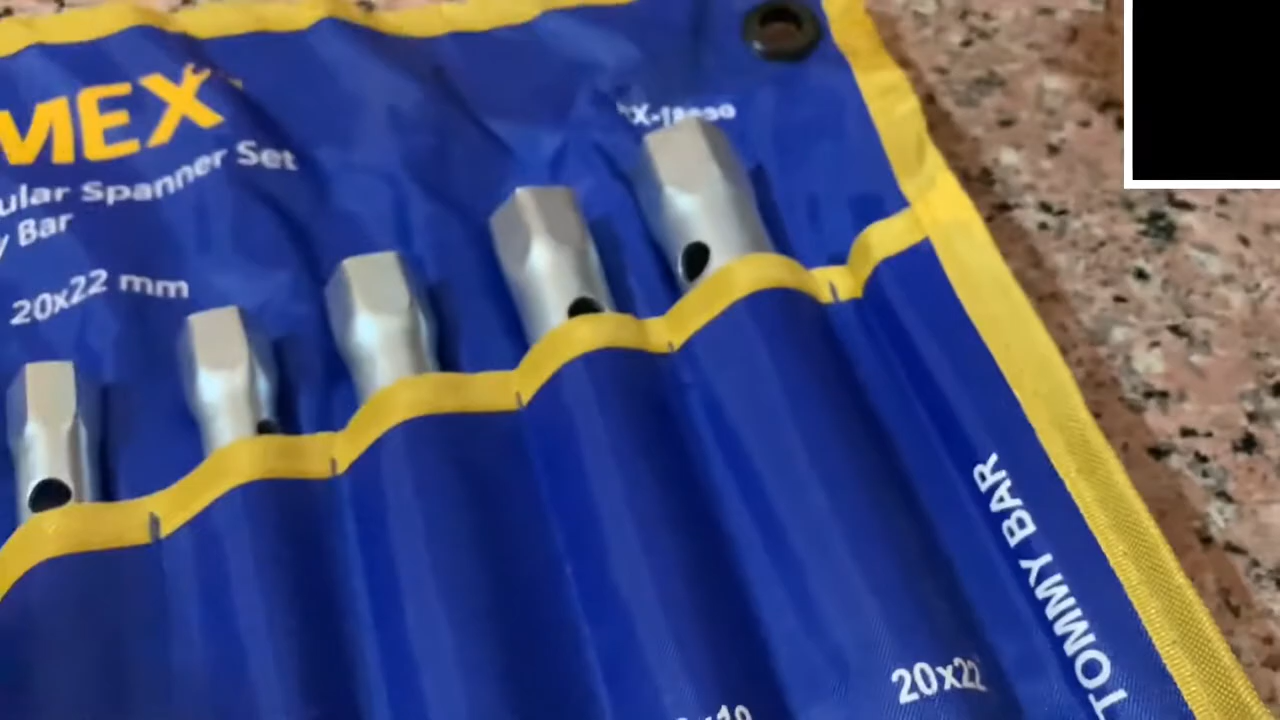 MEX
ular Spanner Set
y Bar
20x22 mm
TOMMY BAR
20x22